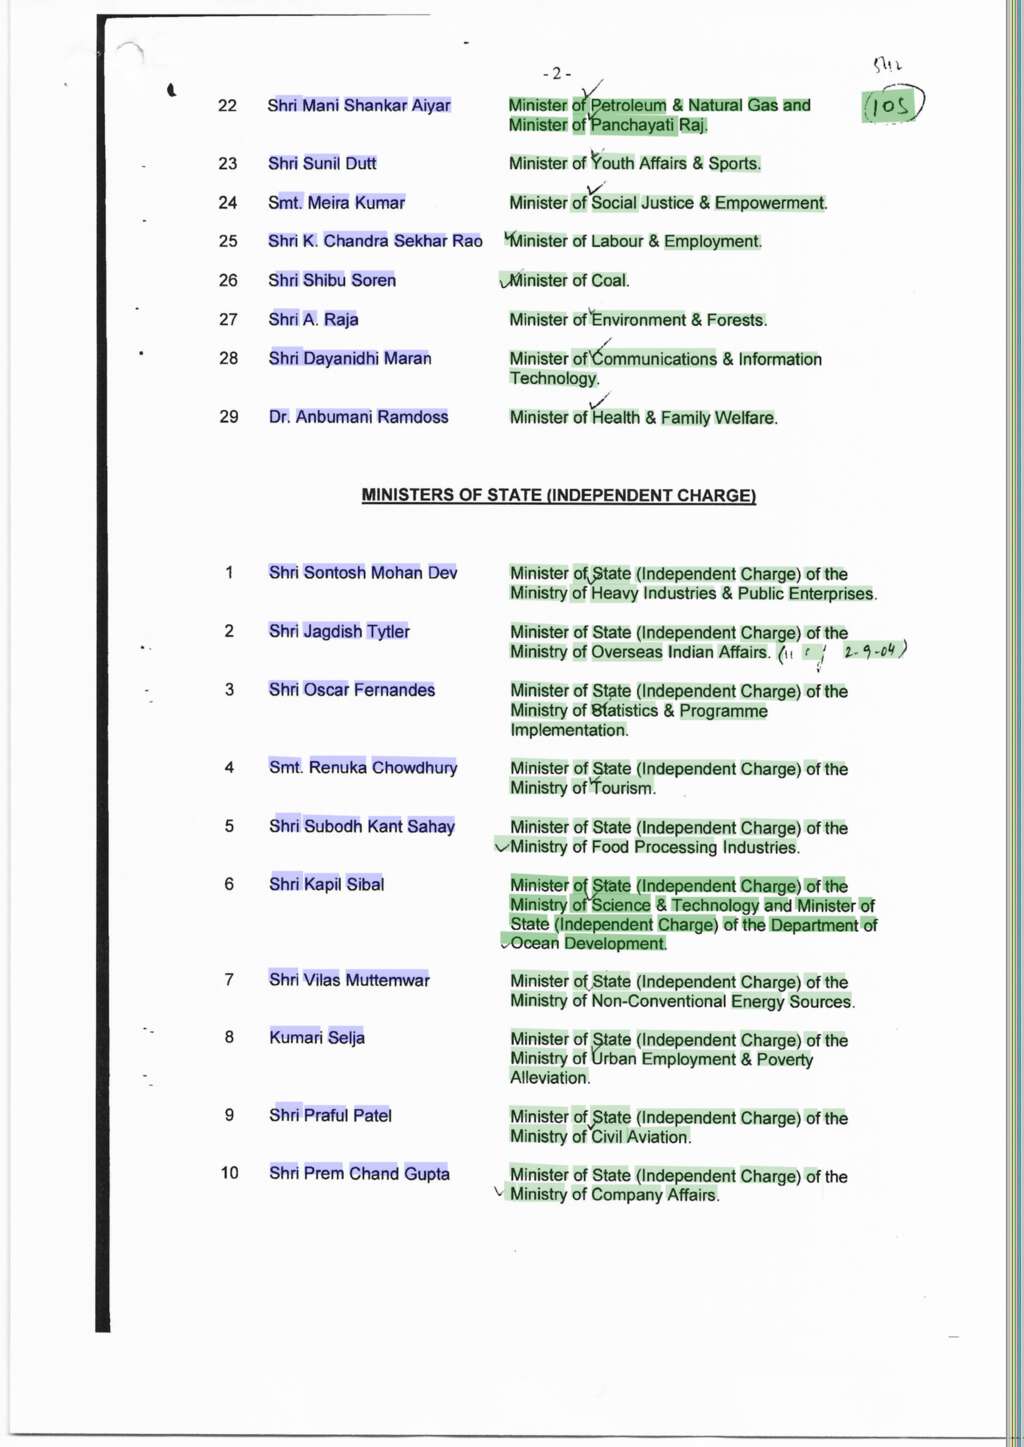 -2-
105
22 Shri Mani Shankar Aiyar Minister of Petroleum & Natural Gas and
Minister of Panchayati Raj.
23 Shri Sunil Dutt Minister of Youth Affairs & Sports.
24 Smt. Meira Kumar Minister of Social Justice & Empowerment.
25 Shri K. Chandra Sekhar Rao Minister of Labour & Employment.
26 Shri Shibu Soren Minister of Coal.
27 Shri A. Raja Minister of Environment & Forests.
28 Shri Dayanidhi Maran Minister of Communications & Information
Technology.
29 Dr. Anbumani Ramdoss Minister of Health & Family Welfare.
MINISTERS OF STATE (INDEPENDENT CHARGE)
1 Shri Sontosh Mohan Dev Minister of State (Independent Charge) of the
Ministry of Heavy Industries & Public Enterprises.
2 Shri Jagdish Tytler Minister of State (Independent Charge) of the
Ministry of Overseas Indian Affairs. 2-9-04)
3 Shri Oscar Fernandes Minister of State (Independent Charge) of the
Ministry of Statistics & Programme
Implementation.
4 Smt. Renuka Chowdhury Minister of State (Independent Charge) of the
Ministry of Tourism.
5 Shri Subodh Kant Sahay Minister of State (Independent Charge) of the
Ministry of Food Processing Industries.
6 Shri Kapil Sibal Minister of State (Independent Charge) of the
Ministry of Science & Technology and Minister of
State (Independent Charge) of the Department of
Ocean Development.
7 Shri Vilas Muttemwar Minister of State (Independent Charge) of the
Ministry of Non-Conventional Energy Sources.
8 Kumari Selja Minister of State (Independent Charge) of the
Ministry of Urban Employment & Poverty
Alleviation.
9 Shri Praful Patel Minister of State (Independent Charge) of the
Ministry of Civil Aviation.
10 Shri Prem Chand Gupta Minister of State (Independent Charge) of the
Ministry of Company Affairs.